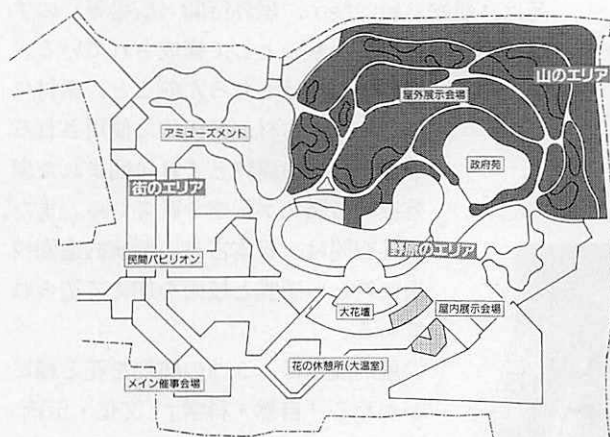 山のエリア
屋外展示会場
アミューズメント
政府苑
街のエリア
野原のエリア
民間パビリオン
大花壇
屋内展示会場
花の休憩所(大温室)
メイン催事会場